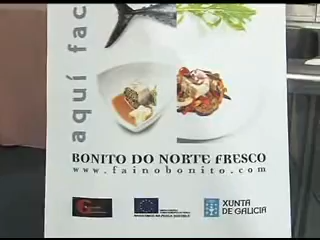 aquí fac
BONITO DO NORTE FRESCO
www.fainobonito.com
XUNTA
DE GALICIA